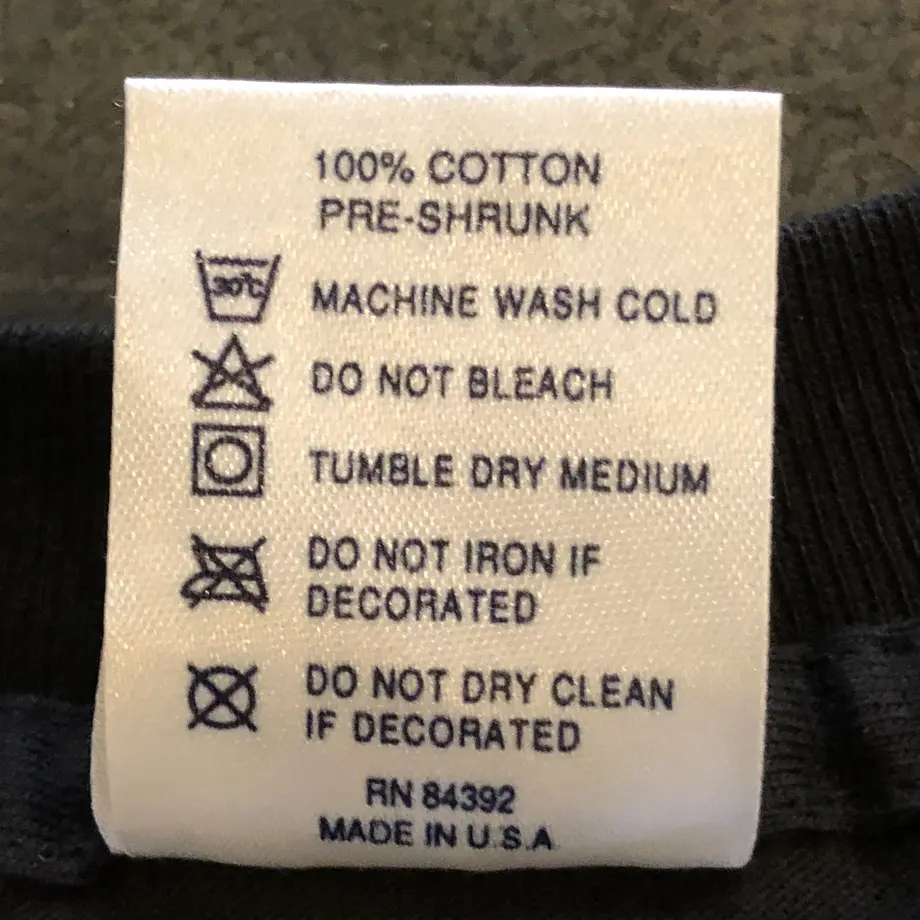 100% COTTON
PRE-SHRUNK
30°C
MACHINE WASH COLD
DO NOT BLEACH
TUMBLE DRY MEDIUM
DO NOT IRON IF
DECORATED
DO NOT DRY CLEAN
IF DECORATED
RN 84392
MADE IN U.S.A